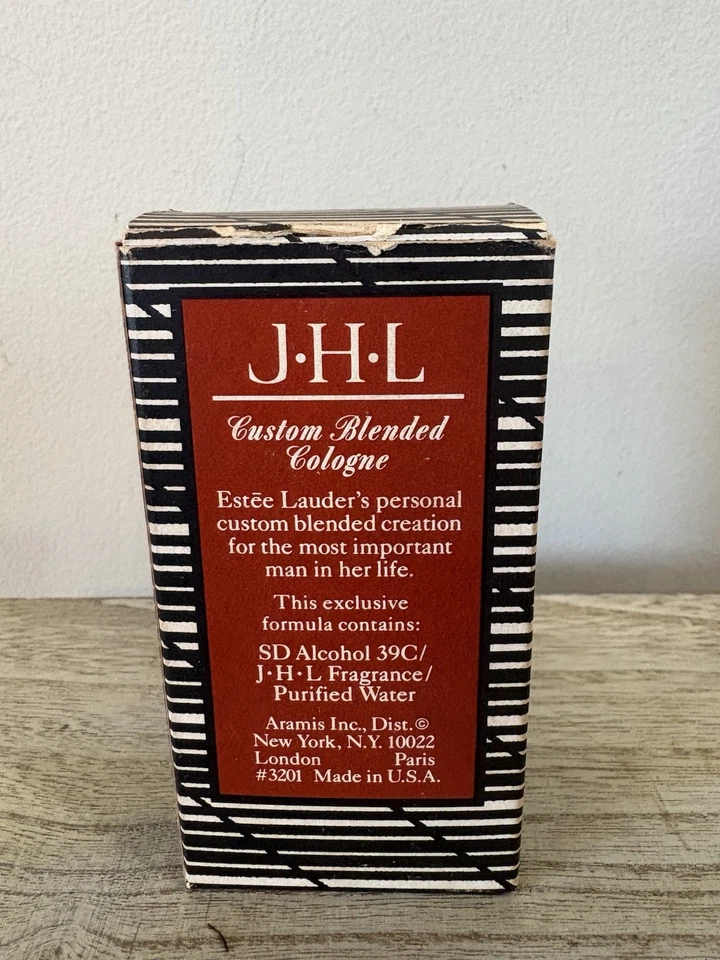 J·H·L
Custom Blended
Cologne
Estēe Lauder's personal
custom blended creation
for the most important
man in her life.
This exclusive
formula contains:
SD Alcohol 39C/
J·H·L Fragrance/
Purified Water
Aramis Inc., Dist.©
New York, N.Y. 10022
London Paris
#3201 Made in U.S.A.